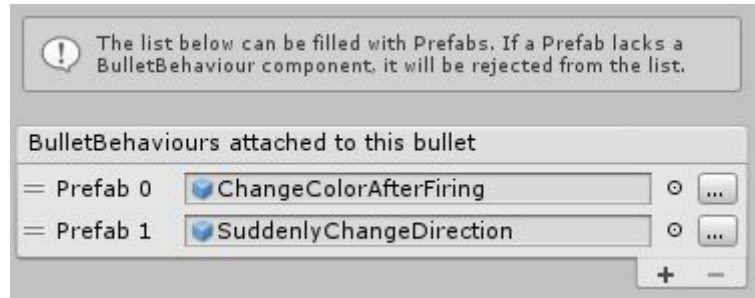 The list below can be filled with Prefabs. If a Prefab lacks a
BulletBehaviour component, it will be rejected from the list.
BulletBehaviours attached to this bullet
Prefab 0 ChangeColorAfterFiring ...
Prefab 1 SuddenlyChangeDirection ...
+ −